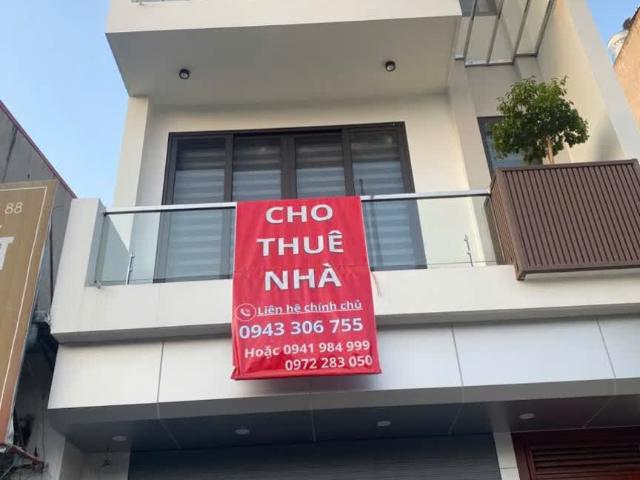 88
CHO
THUÊ
NHÀ
Liên hệ chính chủ
0943 306 755
Hoặc 0941 984 999
0972 283 050